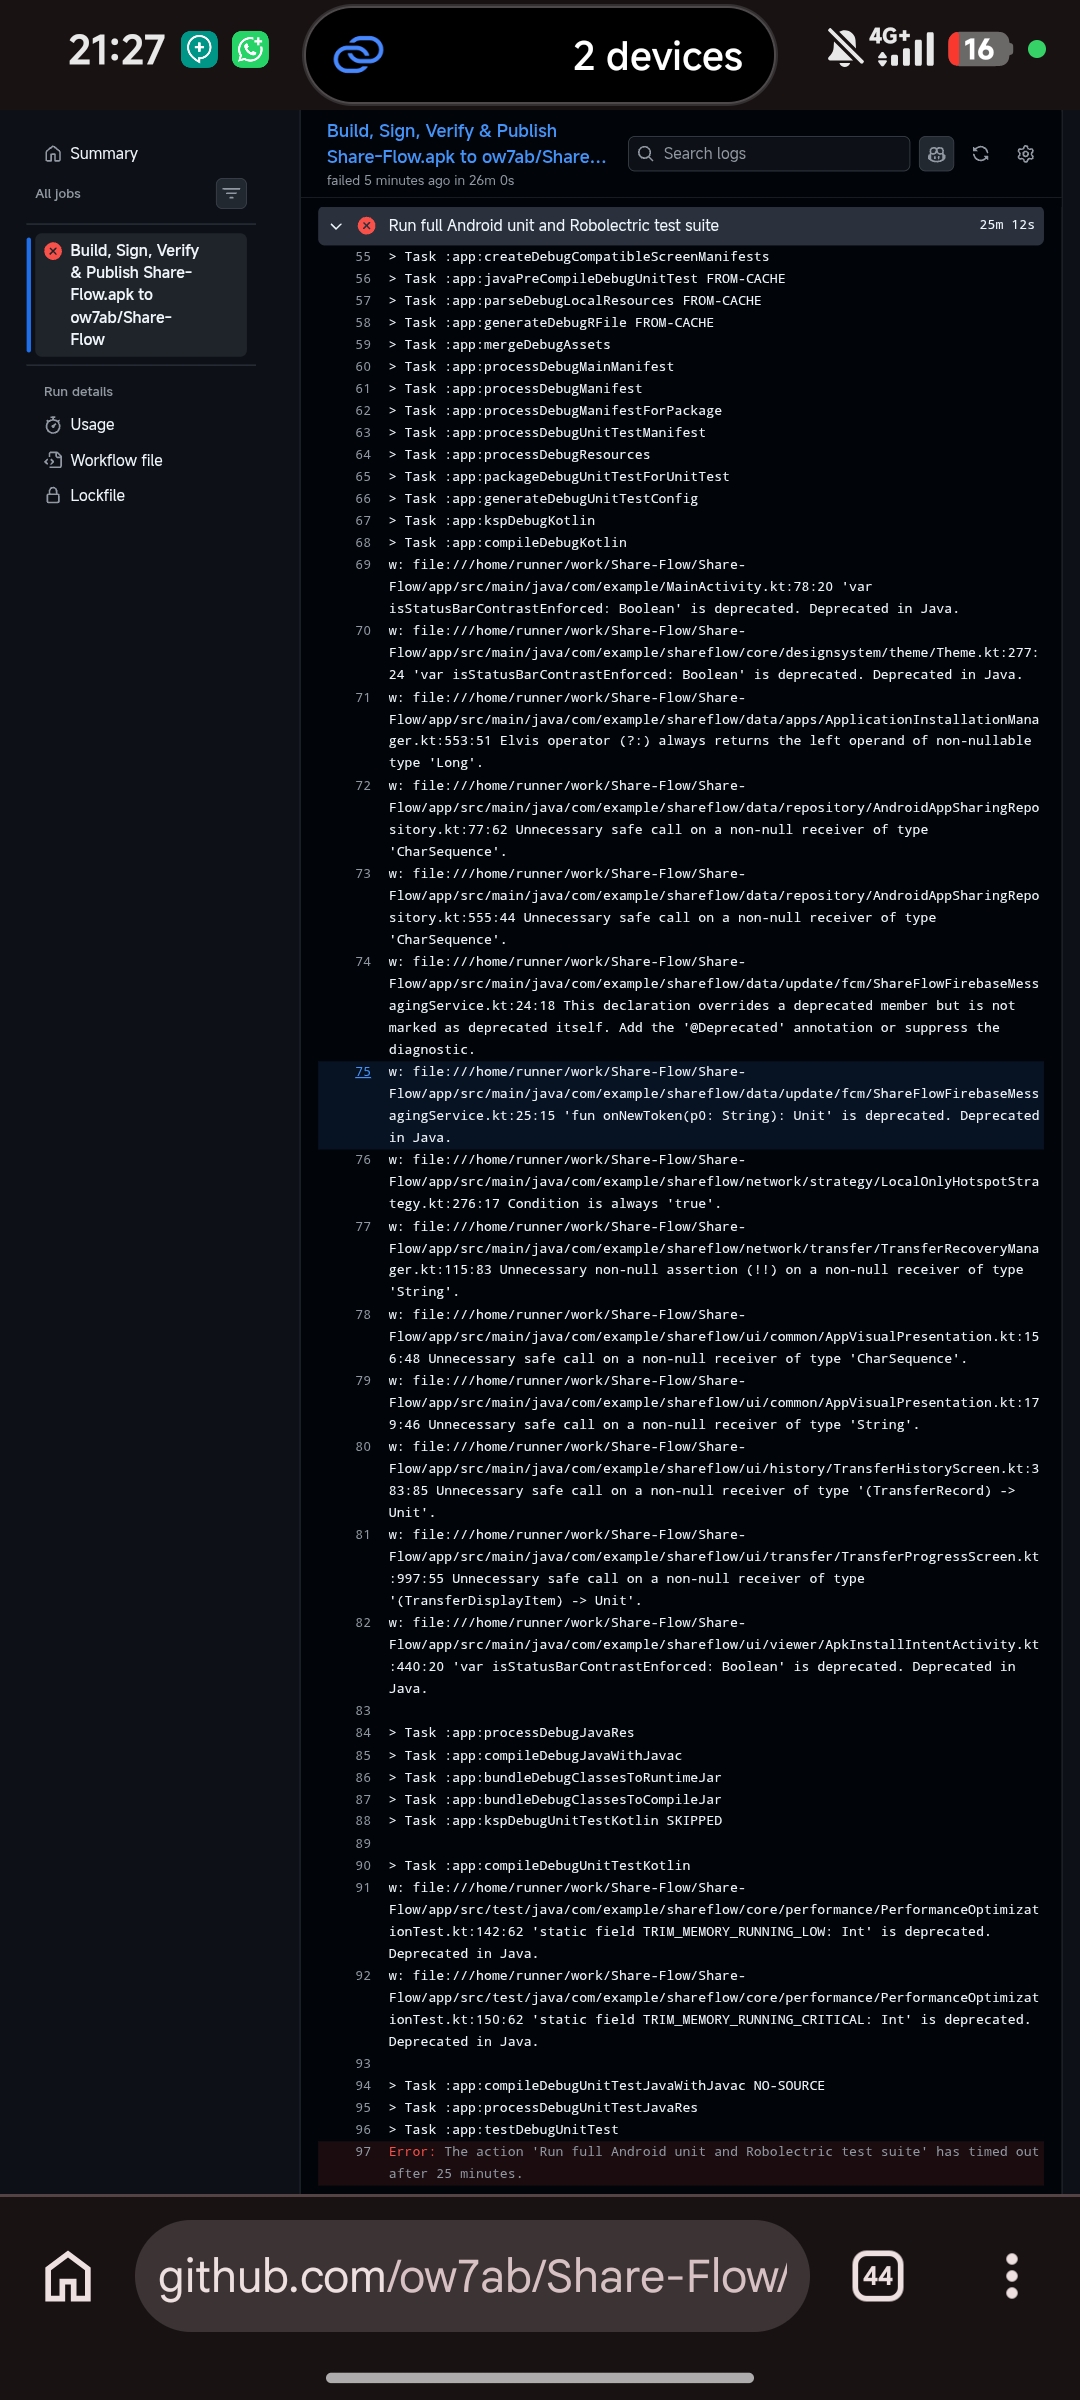 21:27
2 devices
4G+
16
Summary
All jobs
Build, Sign, Verify
& Publish Share-
Flow.apk to
ow7ab/Share-
Flow
Run details
Usage
Workflow file
Lockfile
Build, Sign, Verify & Publish
Share-Flow.apk to ow7ab/Share...
failed 5 minutes ago in 26m 0s
Search logs
Run full Android unit and Robolectric test suite
25m 12s
55 > Task :app:createDebugCompatibleScreenManifests
56 > Task :app:javaPreCompileDebugUnitTest FROM-CACHE
57 > Task :app:parseDebugLocalResources FROM-CACHE
58 > Task :app:generateDebugRFile FROM-CACHE
59 > Task :app:mergeDebugAssets
60 > Task :app:processDebugMainManifest
61 > Task :app:processDebugManifest
62 > Task :app:processDebugManifestForPackage
63 > Task :app:processDebugUnitTestManifest
64 > Task :app:processDebugResources
65 > Task :app:packageDebugUnitTestForUnitTest
66 > Task :app:generateDebugUnitTestConfig
67 > Task :app:kspDebugKotlin
68 > Task :app:compileDebugKotlin
69 w: file:///home/runner/work/Share-Flow/Share-
Flow/app/src/main/java/com/example/MainActivity.kt:78:20 'var
isStatusBarContrastEnforced: Boolean' is deprecated. Deprecated in Java.
70 w: file:///home/runner/work/Share-Flow/Share-
Flow/app/src/main/java/com/example/shareflow/core/designsystem/theme/Theme.kt:277:
24 'var isStatusBarContrastEnforced: Boolean' is deprecated. Deprecated in Java.
71 w: file:///home/runner/work/Share-Flow/Share-
Flow/app/src/main/java/com/example/shareflow/data/apps/ApplicationInstallationMana
ger.kt:553:51 Elvis operator (?:) always returns the left operand of non-nullable
type 'Long'.
72 w: file:///home/runner/work/Share-Flow/Share-
Flow/app/src/main/java/com/example/shareflow/data/repository/AndroidAppSharingRepo
sitory.kt:77:62 Unnecessary safe call on a non-null receiver of type
'CharSequence'.
73 w: file:///home/runner/work/Share-Flow/Share-
Flow/app/src/main/java/com/example/shareflow/data/repository/AndroidAppSharingRepo
sitory.kt:555:44 Unnecessary safe call on a non-null receiver of type
'CharSequence'.
74 w: file:///home/runner/work/Share-Flow/Share-
Flow/app/src/main/java/com/example/shareflow/data/update/fcm/ShareFlowFirebaseMess
agingService.kt:24:18 This declaration overrides a deprecated member but is not
marked as deprecated itself. Add the '@Deprecated' annotation or suppress the
diagnostic.
75 w: file:///home/runner/work/Share-Flow/Share-
Flow/app/src/main/java/com/example/shareflow/data/update/fcm/ShareFlowFirebaseMess
agingService.kt:25:15 'fun onNewToken(p0: String): Unit' is deprecated. Deprecated
in Java.
76 w: file:///home/runner/work/Share-Flow/Share-
Flow/app/src/main/java/com/example/shareflow/network/strategy/LocalOnlyHotspotStra
tegy.kt:276:17 Condition is always 'true'.
77 w: file:///home/runner/work/Share-Flow/Share-
Flow/app/src/main/java/com/example/shareflow/network/transfer/TransferRecoveryMana
ger.kt:115:83 Unnecessary non-null assertion (!!) on a non-null receiver of type
'String'.
78 w: file:///home/runner/work/Share-Flow/Share-
Flow/app/src/main/java/com/example/shareflow/ui/common/AppVisualPresentation.kt:15
6:48 Unnecessary safe call on a non-null receiver of type 'CharSequence'.
79 w: file:///home/runner/work/Share-Flow/Share-
Flow/app/src/main/java/com/example/shareflow/ui/common/AppVisualPresentation.kt:17
9:46 Unnecessary safe call on a non-null receiver of type 'String'.
80 w: file:///home/runner/work/Share-Flow/Share-
Flow/app/src/main/java/com/example/shareflow/ui/history/TransferHistoryScreen.kt:3
83:85 Unnecessary safe call on a non-null receiver of type '(TransferRecord) ->
Unit'.
81 w: file:///home/runner/work/Share-Flow/Share-
Flow/app/src/main/java/com/example/shareflow/ui/transfer/TransferProgressScreen.kt
:997:55 Unnecessary safe call on a non-null receiver of type
'(TransferDisplayItem) -> Unit'.
82 w: file:///home/runner/work/Share-Flow/Share-
Flow/app/src/main/java/com/example/shareflow/ui/viewer/ApkInstallIntentActivity.kt
:440:20 'var isStatusBarContrastEnforced: Boolean' is deprecated. Deprecated in
Java.
83
84 > Task :app:processDebugJavaRes
85 > Task :app:compileDebugJavaWithJavac
86 > Task :app:bundleDebugClassesToRuntimeJar
87 > Task :app:bundleDebugClassesToCompileJar
88 > Task :app:kspDebugUnitTestKotlin SKIPPED
89
90 > Task :app:compileDebugUnitTestKotlin
91 w: file:///home/runner/work/Share-Flow/Share-
Flow/app/src/test/java/com/example/shareflow/core/performance/PerformanceOptimizat
ionTest.kt:142:62 'static field TRIM_MEMORY_RUNNING_LOW: Int' is deprecated.
Deprecated in Java.
92 w: file:///home/runner/work/Share-Flow/Share-
Flow/app/src/test/java/com/example/shareflow/core/performance/PerformanceOptimizat
ionTest.kt:150:62 'static field TRIM_MEMORY_RUNNING_CRITICAL: Int' is deprecated.
Deprecated in Java.
93
94 > Task :app:compileDebugUnitTestJavaWithJavac NO-SOURCE
95 > Task :app:processDebugUnitTestJavaRes
96 > Task :app:testDebugUnitTest
97 Error: The action 'Run full Android unit and Robolectric test suite' has timed out
after 25 minutes.
github.com/ow7ab/Share-Flow/
44